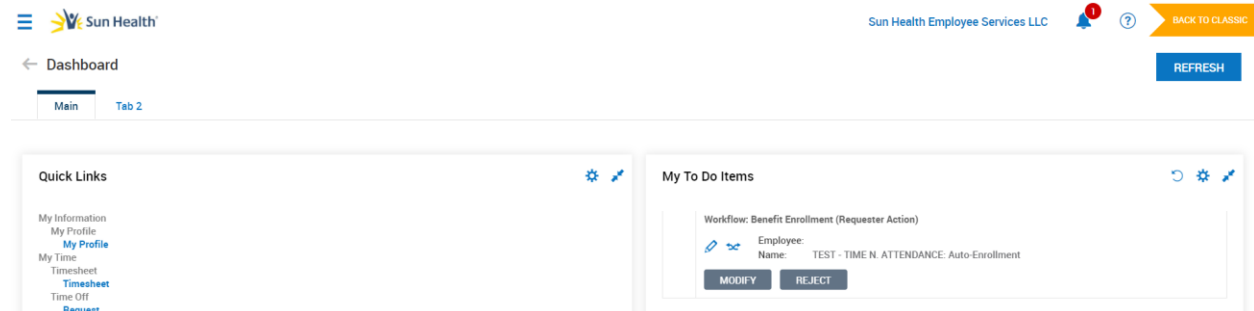 Sun Health
Sun Health Employee Services LLC
1
?
BACK TO CLASSIC
Dashboard
REFRESH
Main
Tab 2
Quick Links
My Information
My Profile
My Profile
My Time
Timesheet
Timesheet
Time Off
Request
My To Do Items
Workflow: Benefit Enrollment (Requester Action)
Employee:
Name: TEST - TIME N. ATTENDANCE: Auto-Enrollment
MODIFY
REJECT